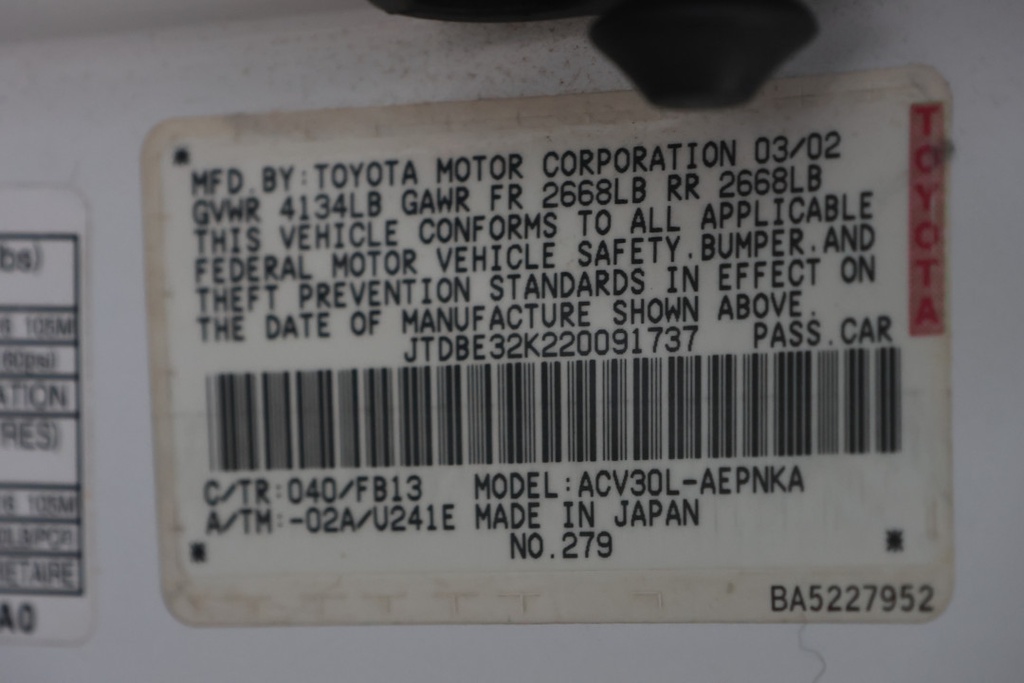 MFD.BY:TOYOTA MOTOR CORPORATION 03/02
GVWR 4134LB GAWR FR 2668LB RR 2668LB
THIS VEHICLE CONFORMS TO ALL APPLICABLE
FEDERAL MOTOR VEHICLE SAFETY.BUMPER.AND
THEFT PREVENTION STANDARDS IN EFFECT ON
THE DATE OF MANUFACTURE SHOWN ABOVE.
JTDBE32K220091737 PASS.CAR
C/TR:040/FB13 MODEL:ACV30L-AEPNKA
A/TM:-02A/U241E MADE IN JAPAN
NO.279
BA5227952
TOYOTA
bs)
105M
ATION
RES)
105M
ETAIRE